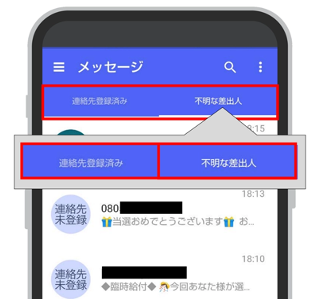 メッセージ
連絡先登録済み
不明な差出人
連絡先登録済み
不明な差出人
18:13
連絡先
未登録
080
🎁当選おめでとうございます🎁 お...
18:10
連絡先
未登録
◆臨時給付◆ 🙇今回あなた様が選...